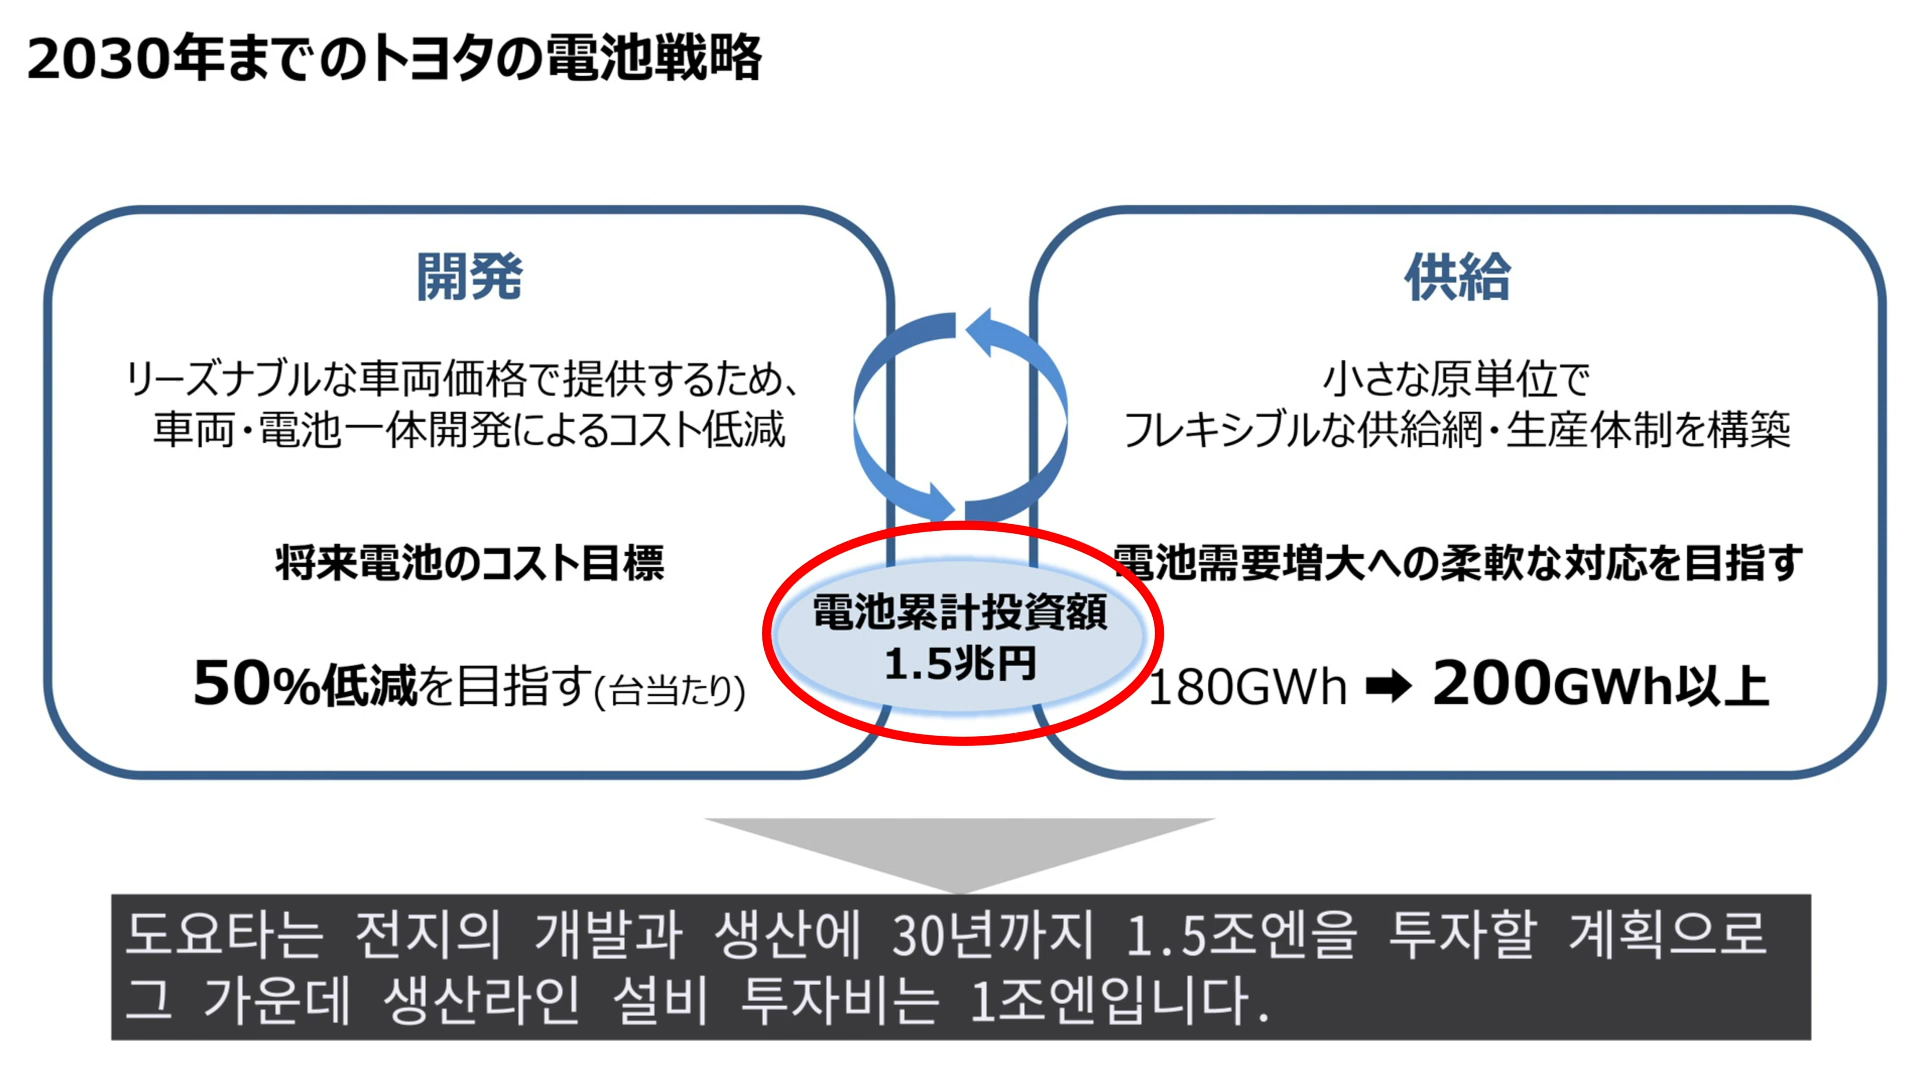 2030年までのトヨタの電池戦略
開発
リーズナブルな車両価格で提供するため、
車両・電池一体開発によるコスト低減
将来電池のコスト目標
50%低減を目指す(台当たり)
電池累計投資額
1.5兆円
供給
小さな原単位で
フレキシブルな供給網・生産体制を構築
電池需要増大への柔軟な対応を目指す
180GWh ➡ 200GWh以上
도요타는 전지의 개발과 생산에 30년까지 1.5조엔을 투자할 계획으로
그 가운데 생산라인 설비 투자비는 1조엔입니다.